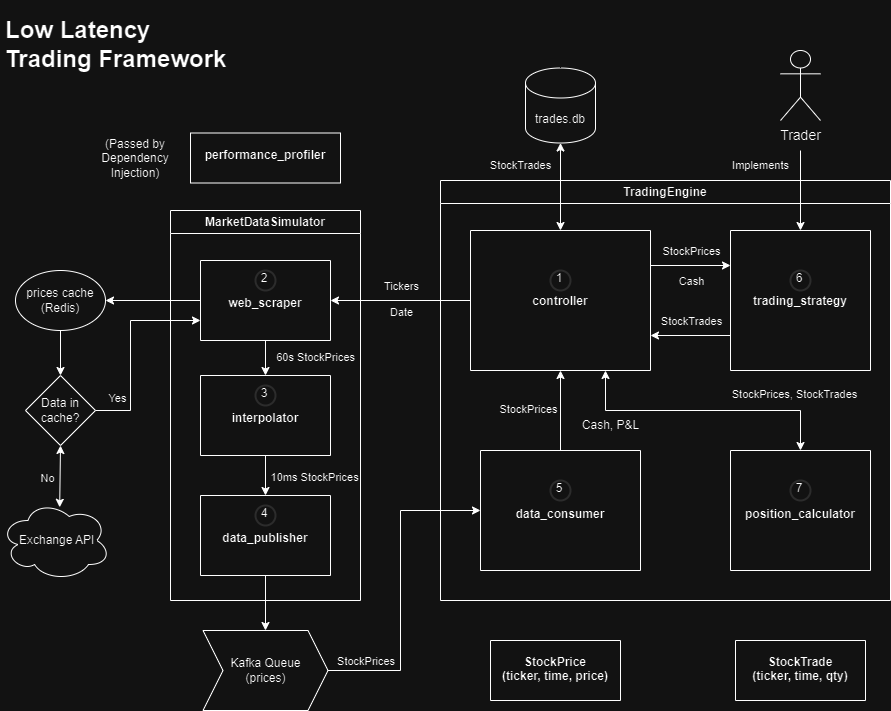 Low Latency
Trading Framework
trades.db
Trader
(Passed by
Dependency
Injection)
performance_profiler
StockTrades
Implements
TradingEngine
MarketDataSimulator
1
controller
StockPrices
Cash
StockTrades
6
trading_strategy
2
web_scraper
Tickers
Date
prices cache
(Redis)
60s StockPrices
Data in
cache?
Yes
3
interpolator
StockPrices
Cash, P&L
StockPrices, StockTrades
No
10ms StockPrices
4
data_publisher
5
data_consumer
7
position_calculator
Exchange API
Kafka Queue
(prices)
StockPrices
StockPrice
(ticker, time, price)
StockTrade
(ticker, time, qty)